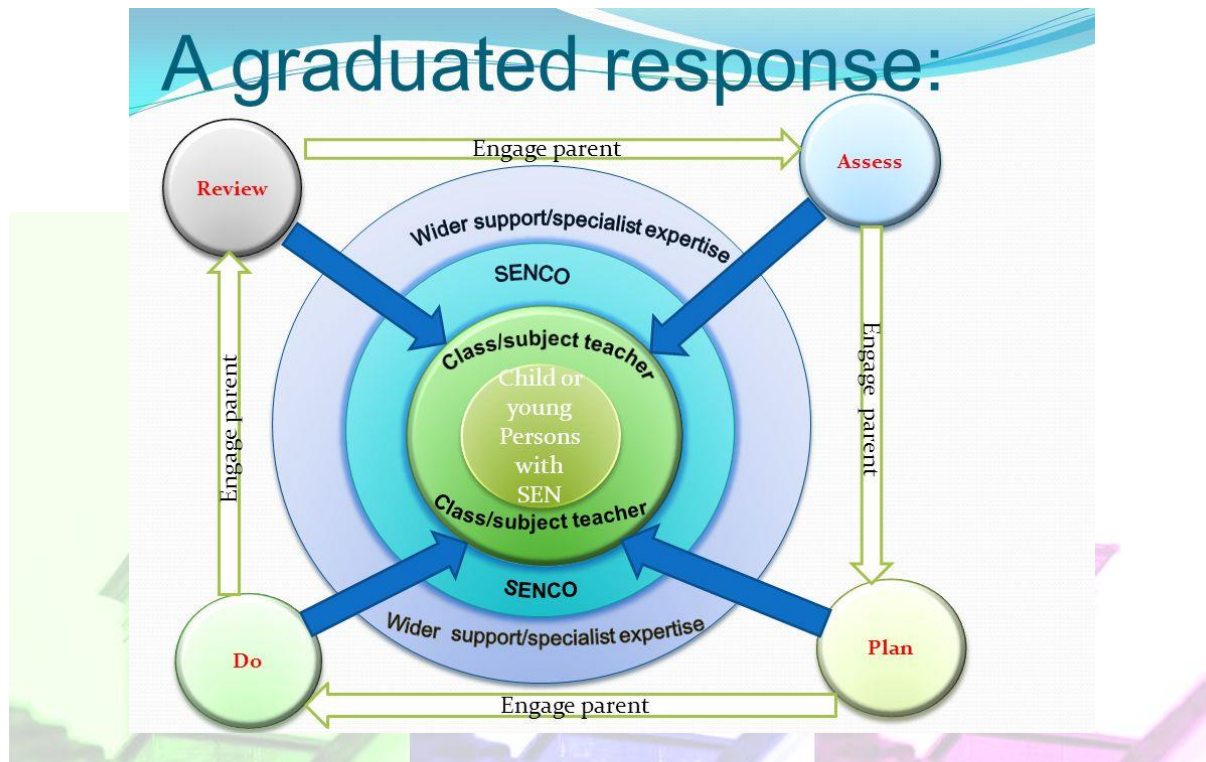 A graduated response:
Engage parent
Review
Assess
Wider support/specialist expertise
SENCO
Class/subject teacher
Child or
young
Persons
with
SEN
Class/subject teacher
SENCO
Wider support/specialist expertise
Engage parent
Engage parent
Do
Plan
Engage parent